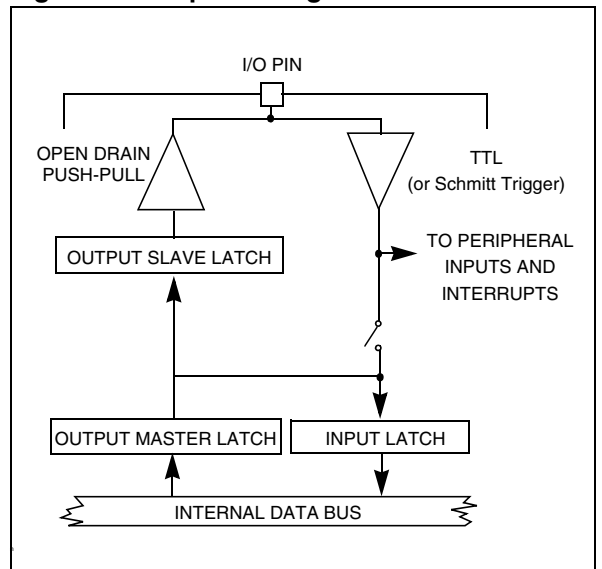 I/O PIN
OPEN DRAIN
PUSH-PULL
TTL
(or Schmitt Trigger)
TO PERIPHERAL
INPUTS AND
INTERRUPTS
OUTPUT SLAVE LATCH
OUTPUT MASTER LATCH
INPUT LATCH
INTERNAL DATA BUS